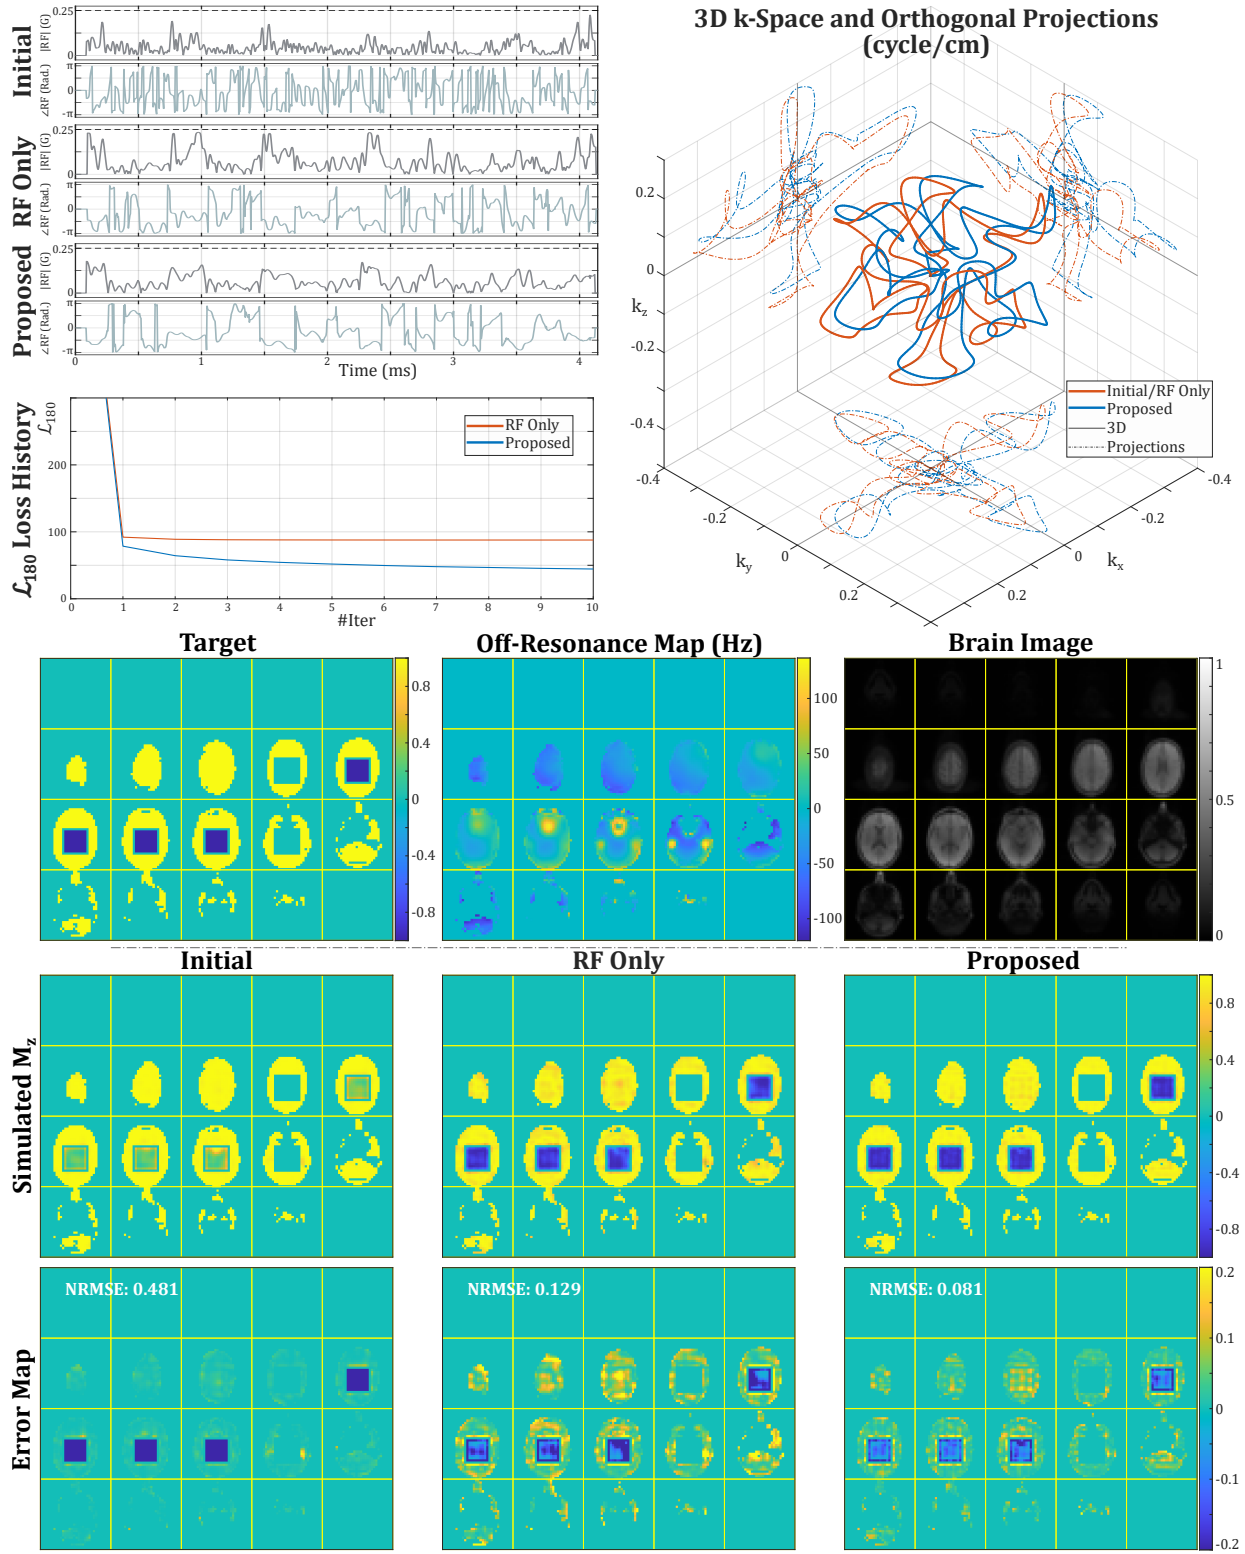 Initial
0.25
0
|RF| (G)
π
0
-π
∠RF (Rad.)
RF Only
0.25
0
|RF| (G)
π
0
-π
∠RF (Rad.)
Proposed
0.25
0
|RF| (G)
π
0
-π
∠RF (Rad.)
0 1 2 3 4
Time (ms)
3D k-Space and Orthogonal Projections
(cycle/cm)
0.2
0
-0.2
-0.4
k_z
-0.4
-0.2
0
0.2
k_y
-0.4
-0.2
0
0.2
k_x
Initial/RF Only
Proposed
3D
Projections
ℒ₁₈₀ Loss History
ℒ₁₈₀
200
100
0
0 1 2 3 4 5 6 7 8 9 10
#Iter
RF Only
Proposed
Target
0.8
0.4
0
-0.4
-0.8
Off-Resonance Map (Hz)
100
50
0
-50
-100
Brain Image
1
0.5
0
Initial
RF Only
Proposed
Simulated M_z
0.8
0.4
0
-0.4
-0.8
Error Map
NRMSE: 0.481
NRMSE: 0.129
NRMSE: 0.081
0.2
0.1
0
-0.1
-0.2